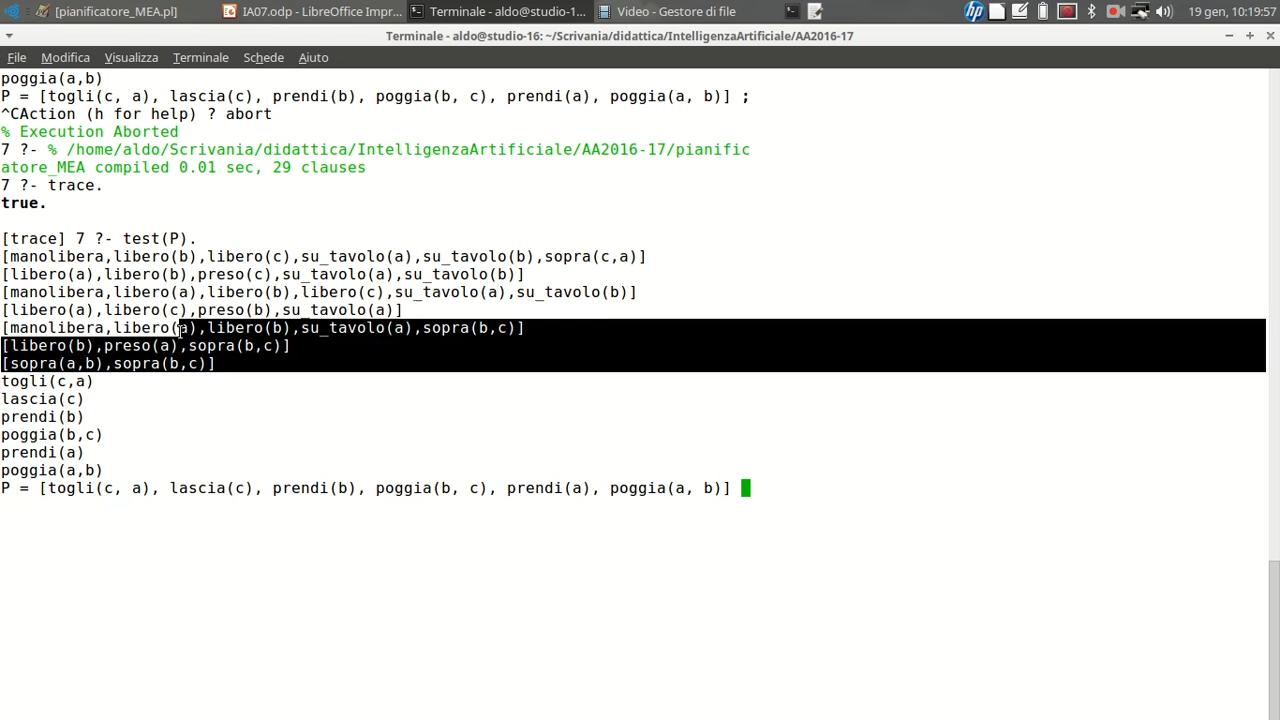 [pianificatore_MEA.pl]
IA07.odp - LibreOffice Impr...
Terminale - aldo@studio-1...
Video - Gestore di file
19 gen, 10:19:57
Terminale - aldo@studio-16: ~/Scrivania/didattica/IntelligenzaArtificiale/AA2016-17
File Modifica Visualizza Terminale Schede Aiuto
poggia(a,b)
P = [togli(c, a), lascia(c), prendi(b), poggia(b, c), prendi(a), poggia(a, b)] ;
^CAction (h for help) ? abort
% Execution Aborted
7 ?- % /home/aldo/Scrivania/didattica/IntelligenzaArtificiale/AA2016-17/pianific
atore_MEA compiled 0.01 sec, 29 clauses
7 ?- trace.
true.
[trace] 7 ?- test(P).
[manolibera,libero(b),libero(c),su_tavolo(a),su_tavolo(b),sopra(c,a)]
[libero(a),libero(b),preso(c),su_tavolo(a),su_tavolo(b)]
[manolibera,libero(a),libero(b),libero(c),su_tavolo(a),su_tavolo(b)]
[libero(a),libero(c),preso(b),su_tavolo(a)]
[manolibera,libero(a),libero(b),su_tavolo(a),sopra(b,c)]
[libero(b),preso(a),sopra(b,c)]
[sopra(a,b),sopra(b,c)]
togli(c,a)
lascia(c)
prendi(b)
poggia(b,c)
prendi(a)
poggia(a,b)
P = [togli(c, a), lascia(c), prendi(b), poggia(b, c), prendi(a), poggia(a, b)]